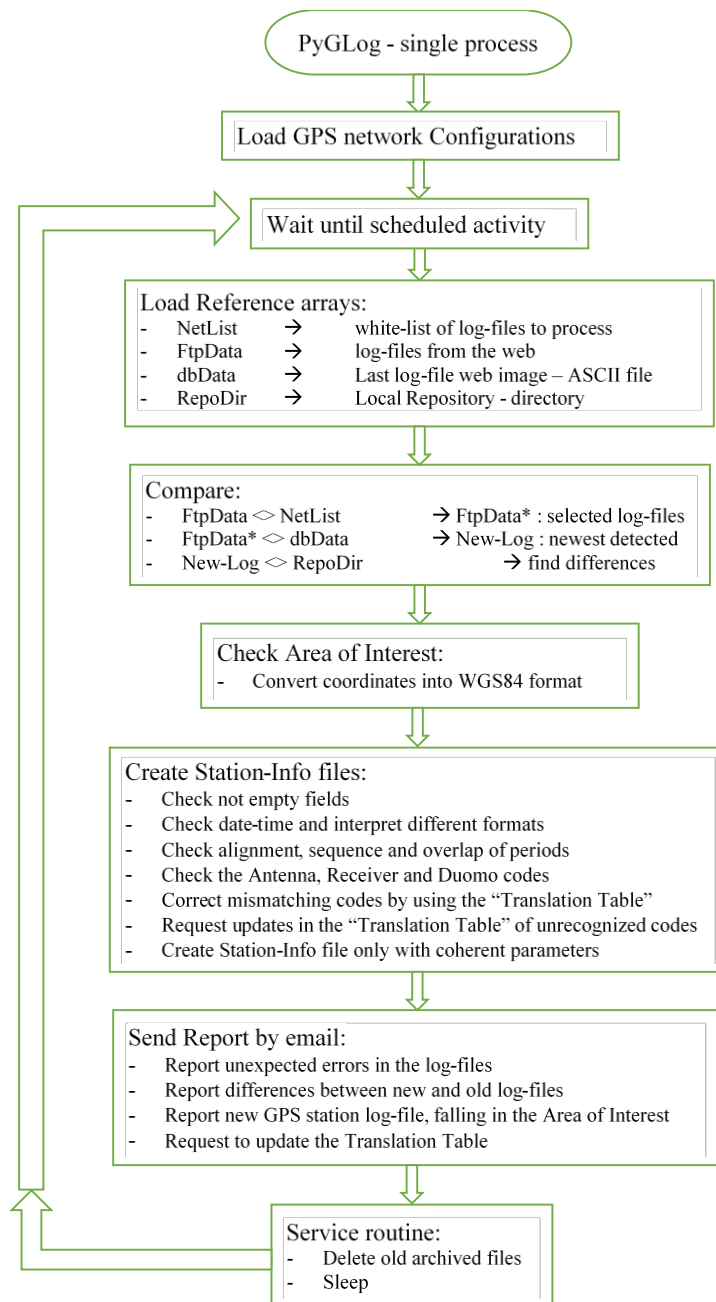 PyGLog - single process
Load GPS network Configurations
Wait until scheduled activity
Load Reference arrays:
- NetList → white-list of log-files to process
- FtpData → log-files from the web
- dbData → Last log-file web image – ASCII file
- RepoDir → Local Repository - directory
Compare:
- FtpData <> NetList → FtpData* : selected log-files
- FtpData* <> dbData → New-Log : newest detected
- New-Log <> RepoDir → find differences
Check Area of Interest:
- Convert coordinates into WGS84 format
Create Station-Info files:
- Check not empty fields
- Check date-time and interpret different formats
- Check alignment, sequence and overlap of periods
- Check the Antenna, Receiver and Duomo codes
- Correct mismatching codes by using the “Translation Table”
- Request updates in the “Translation Table” of unrecognized codes
- Create Station-Info file only with coherent parameters
Send Report by email:
- Report unexpected errors in the log-files
- Report differences between new and old log-files
- Report new GPS station log-file, falling in the Area of Interest
- Request to update the Translation Table
Service routine:
- Delete old archived files
- Sleep